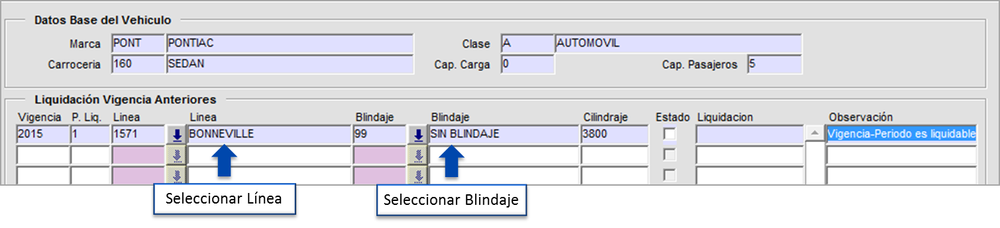 Datos Base del Vehiculo
Marca PONT PONTIAC Clase A AUTOMOVIL
Carroceria 160 SEDAN Cap. Carga 0 Cap. Pasajeros 5
Liquidación Vigencia Anteriores
Vigencia P. Liq. Linea Linea Blindaje Blindaje Cilindraje Estado Liquidacion Observación
2015 1 1571 BONNEVILLE 99 SIN BLINDAJE 3800 Vigencia-Periodo es liquidable
Seleccionar Línea Seleccionar Blindaje